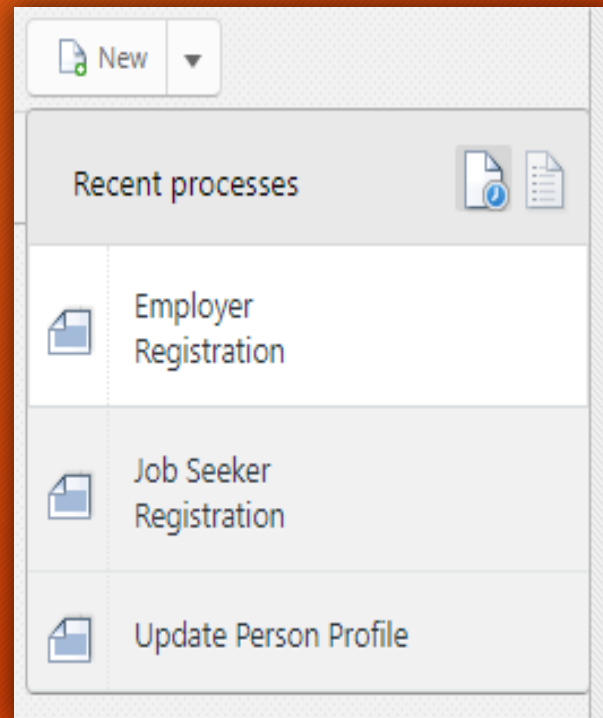 New
Recent processes
Employer
Registration
Job Seeker
Registration
Update Person Profile